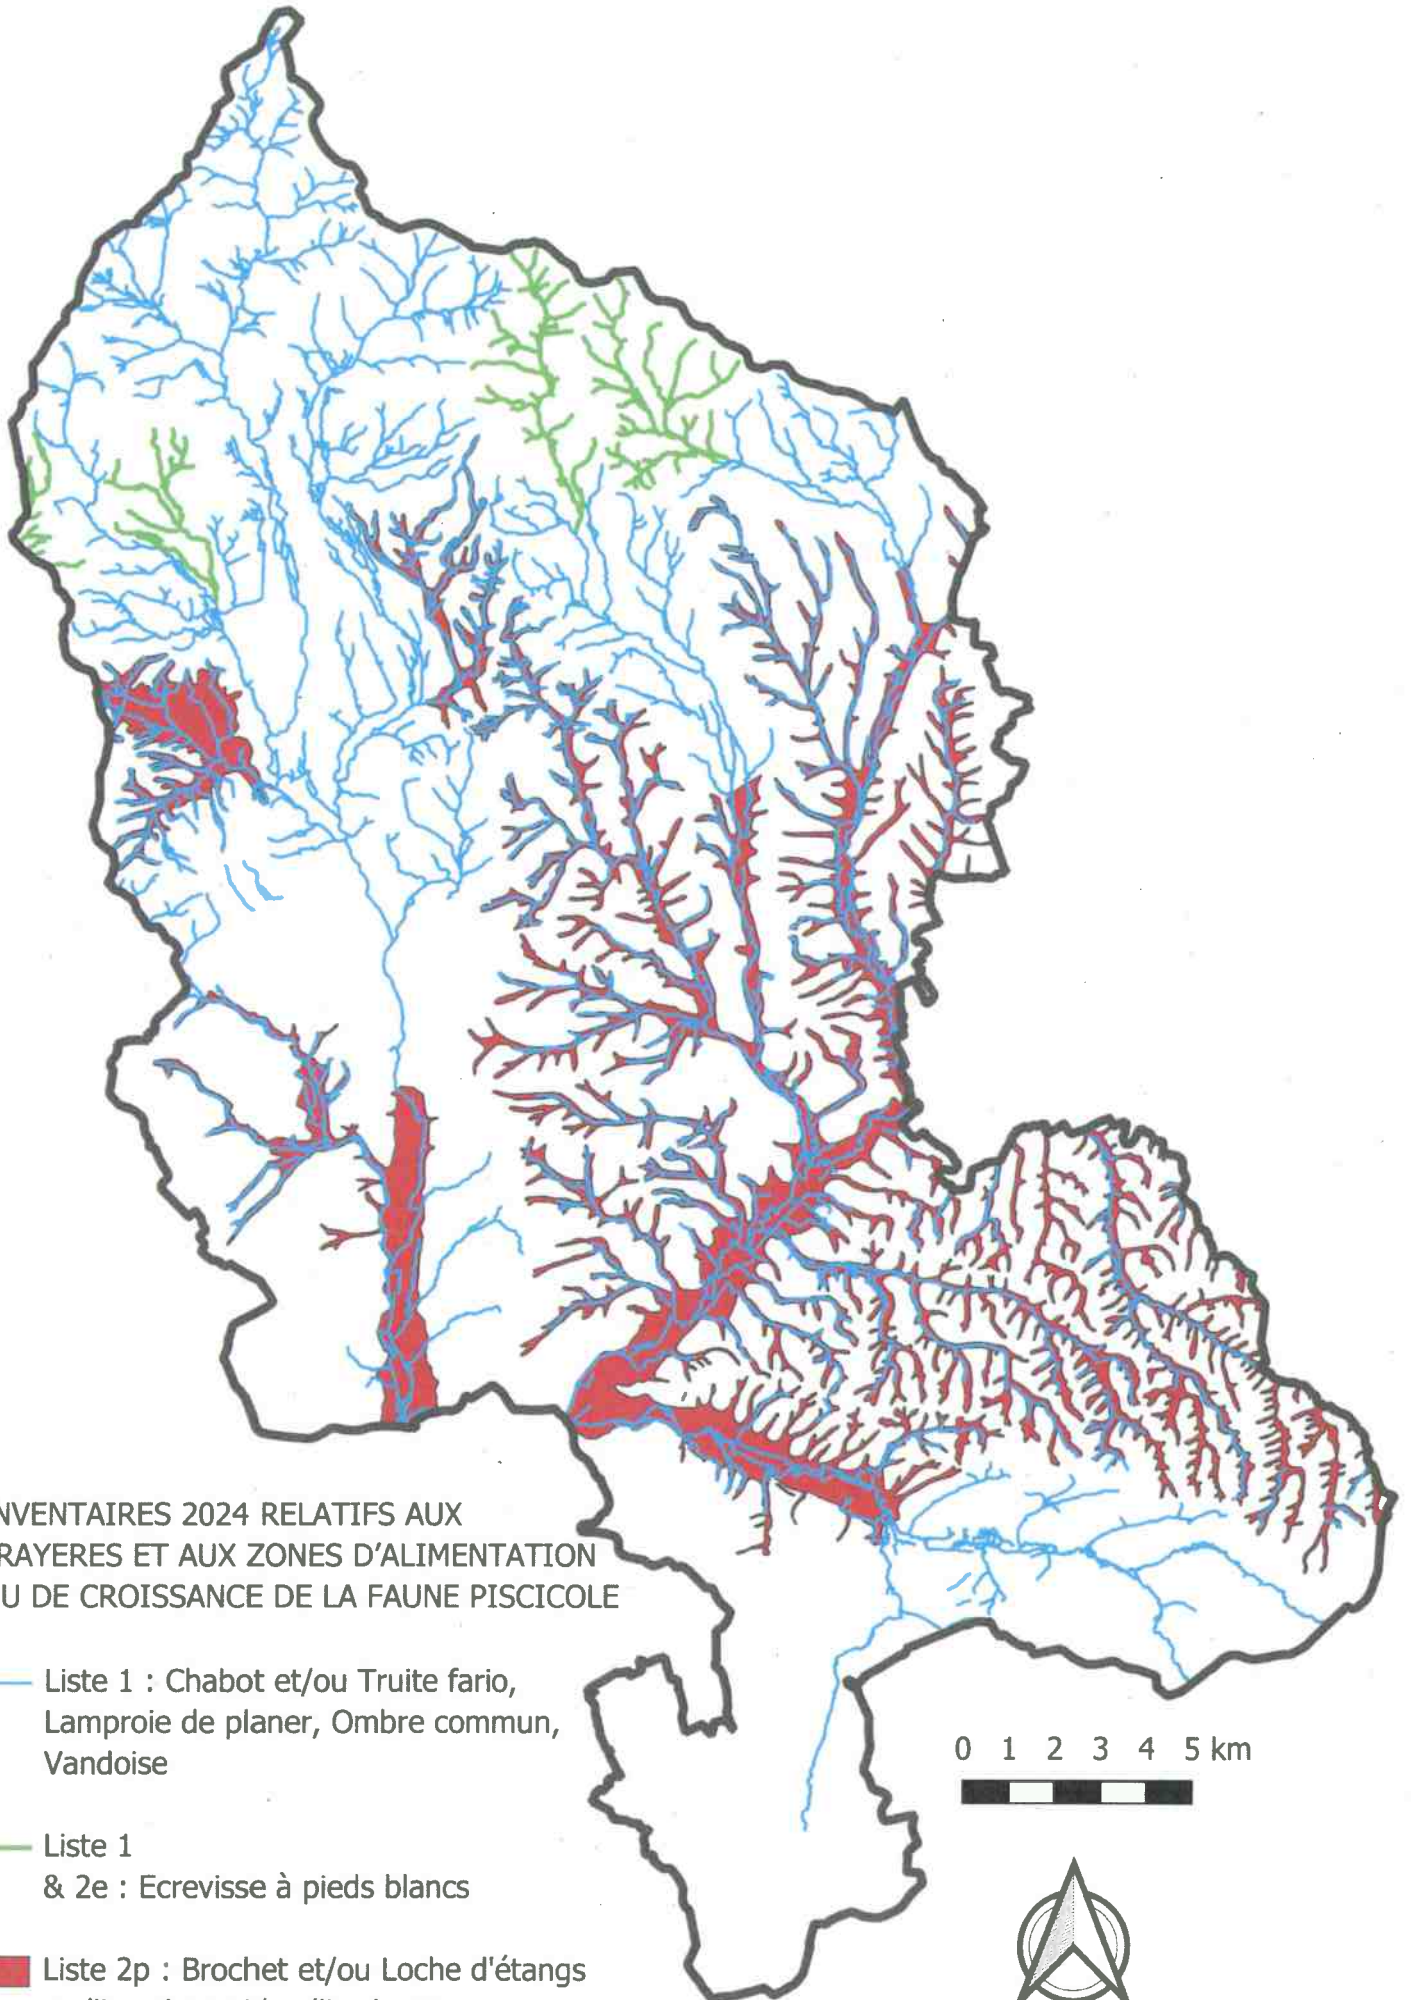 NVENTAIRES 2024 RELATIFS AUX
RAYERES ET AUX ZONES D'ALIMENTATION
U DE CROISSANCE DE LA FAUNE PISCICOLE
Liste 1 : Chabot et/ou Truite fario,
Lamproie de planer, Ombre commun,
Vandoise
0 1 2 3 4 5 km
Liste 1
& 2e : Ecrevisse à pieds blancs
Liste 2p : Brochet et/ou Loche d'étangs